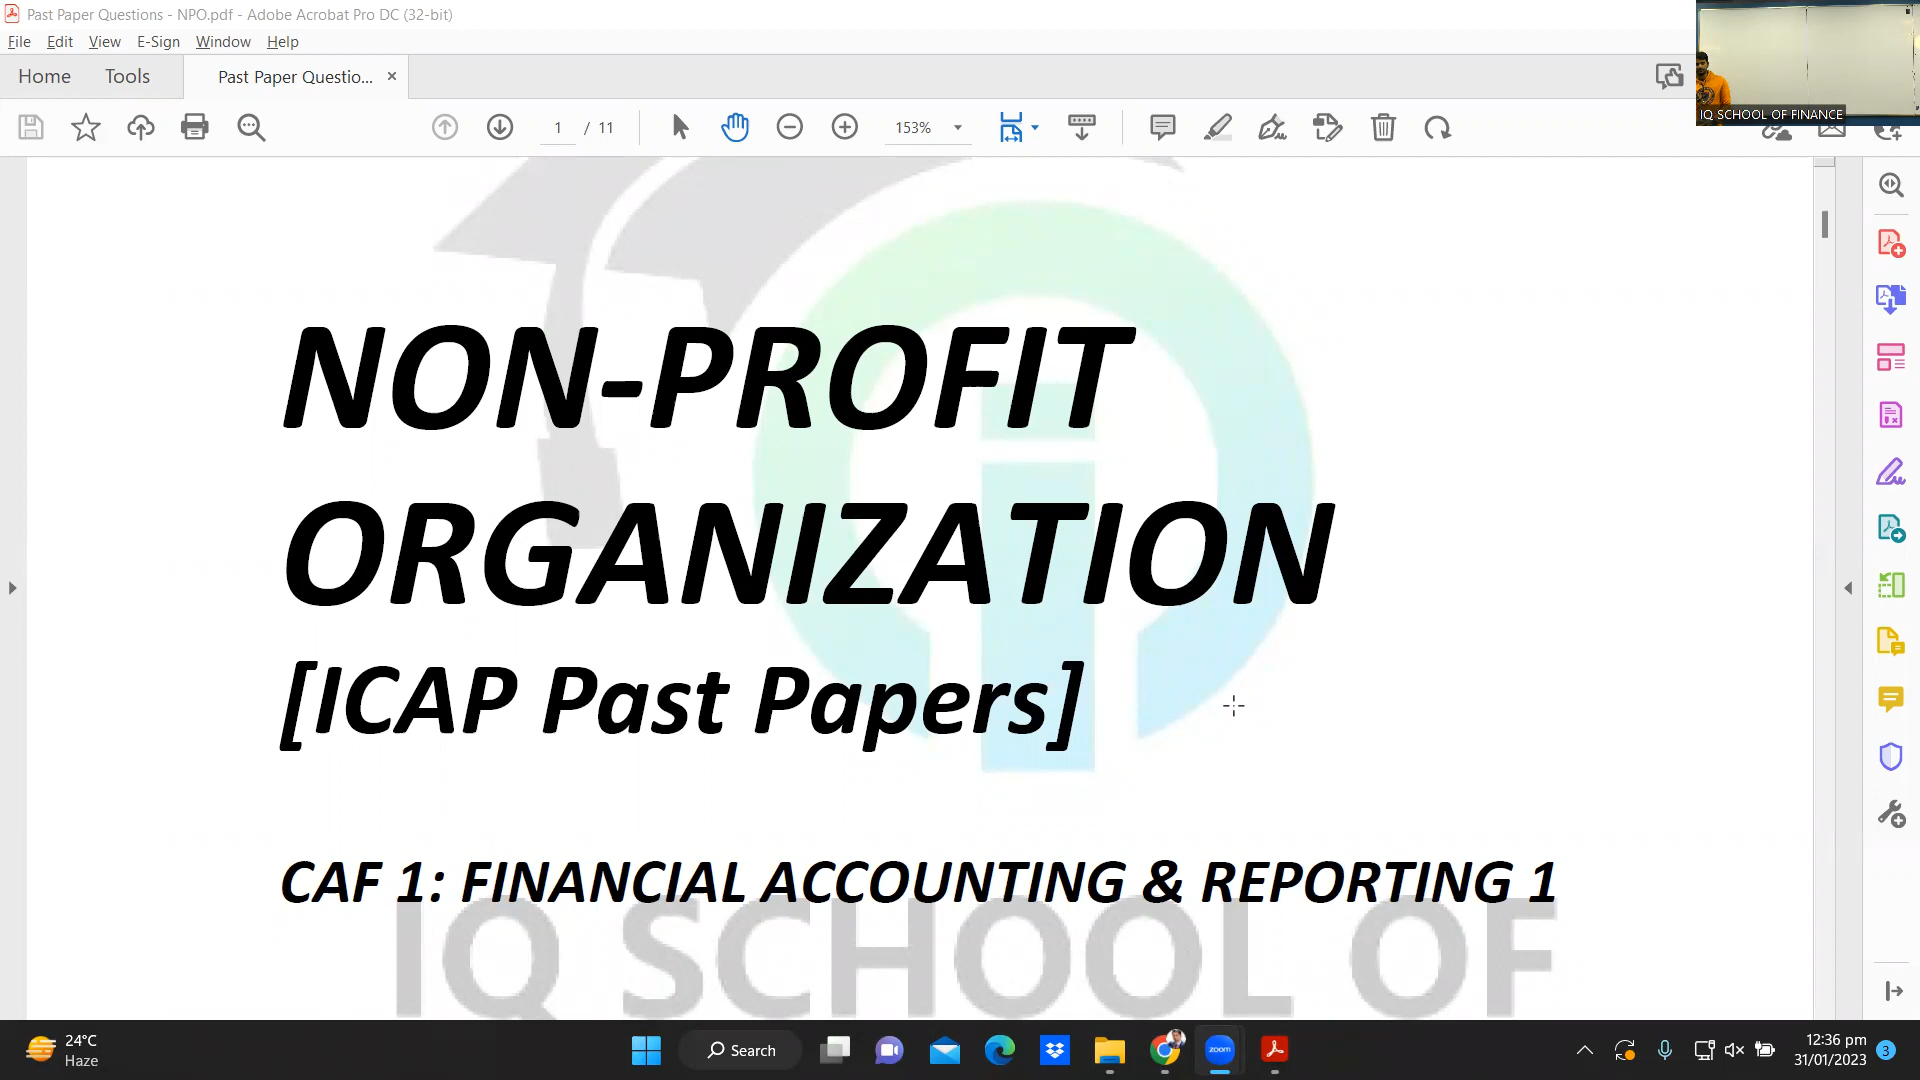 Past Paper Questions - NPO.pdf - Adobe Acrobat Pro DC (32-bit)
File Edit View E-Sign Window Help
Home Tools Past Paper Questio... ×
1 / 11 153%
IQ SCHOOL OF FINANCE
NON-PROFIT
ORGANIZATION
[ICAP Past Papers]
CAF 1: FINANCIAL ACCOUNTING & REPORTING 1
IQ SCHOOL OF
24°C
Haze
Search
zoom
12:36 pm
31/01/2023
3